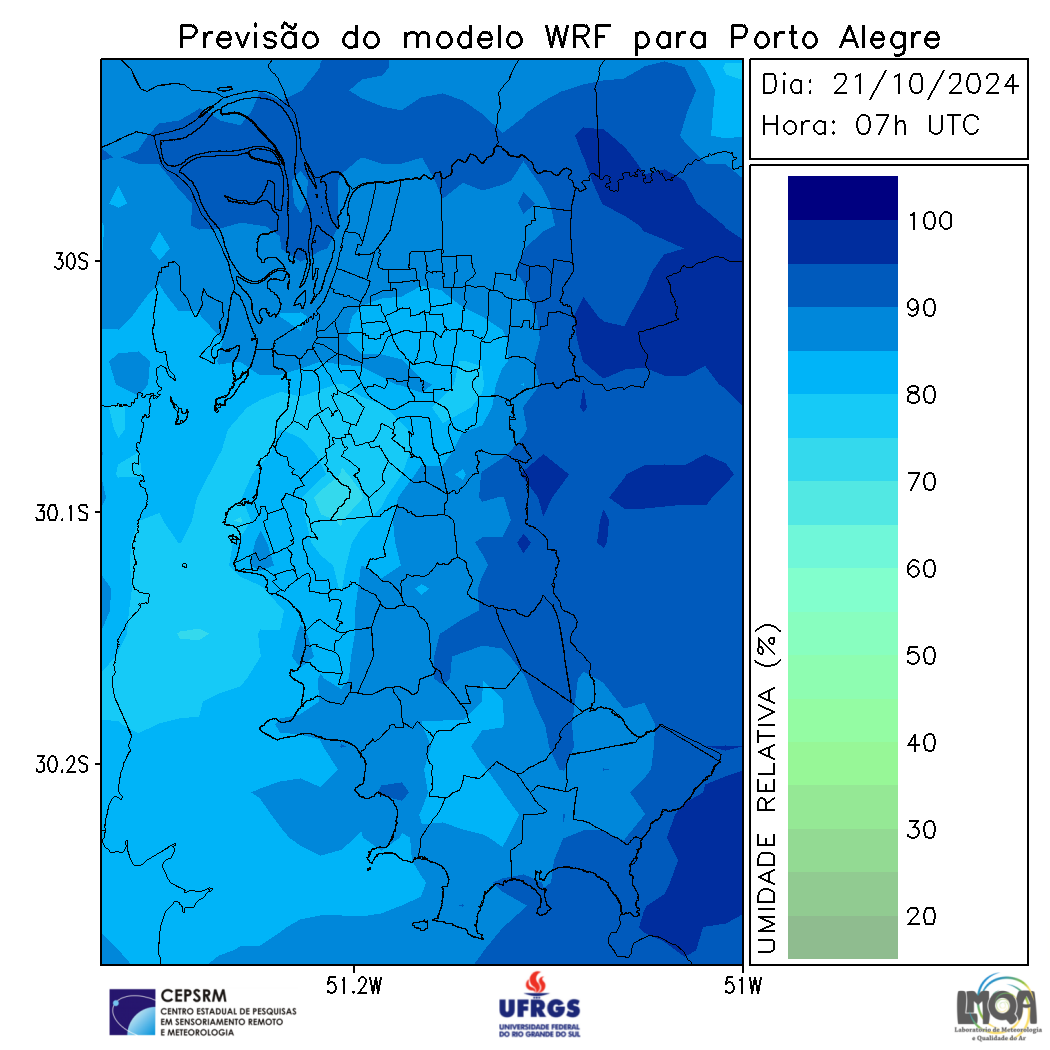 Previsão do modelo WRF para Porto Alegre
Dia: 21/10/2024
Hora: 07h UTC
30S
30.1S
30.2S
51.2W
51W
UMIDADE RELATIVA (%)
100
90
80
70
60
50
40
30
20
CEPSRM
CENTRO ESTADUAL DE PESQUISAS
EM SENSORIAMENTO REMOTO
E METEOROLOGIA
UFRGS
UNIVERSIDADE FEDERAL
DO RIO GRANDE DO SUL
LMQA
Laboratório de Meteorologia
e Qualidade do Ar